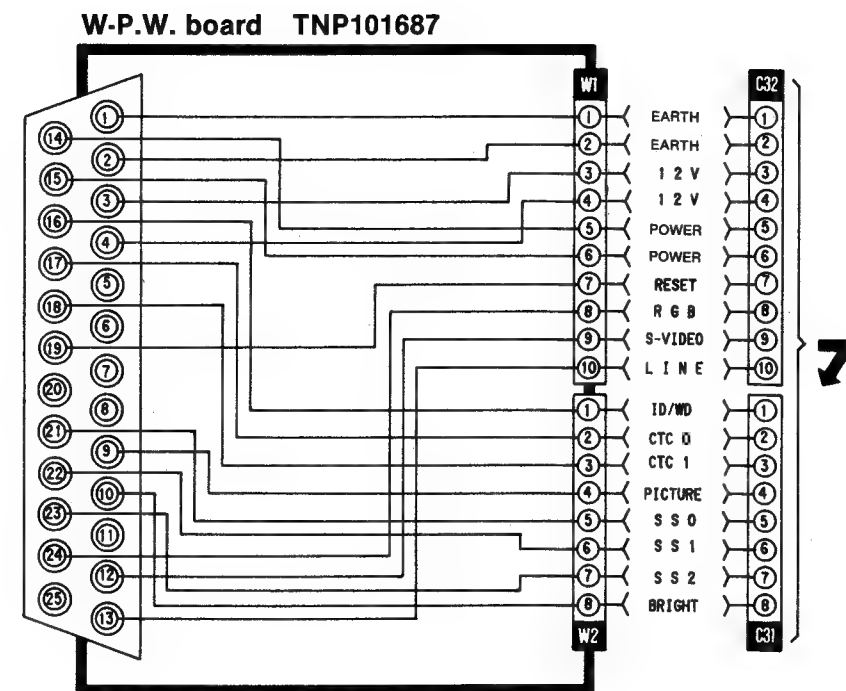 W-P.W. board TNP101687
W1 C32
1 1 EARTH 1
14
2 2 EARTH 2
15 3 12V 3
3 4 12V 4
16
4 5 POWER 5
17 6 POWER 6
5 7 RESET 7
18
6 8 RGB 8
19 9 S-VIDEO 9
7 10 LINE 10
20
8 1 ID/WD 1
21 2 CTC 0 2
9 3 CTC 1 3
22
10 4 PICTURE 4
23 5 SS0 5
11 6 SS1 6
24
12 7 SS2 7
25 8 BRIGHT 8
13
W2 C31
7